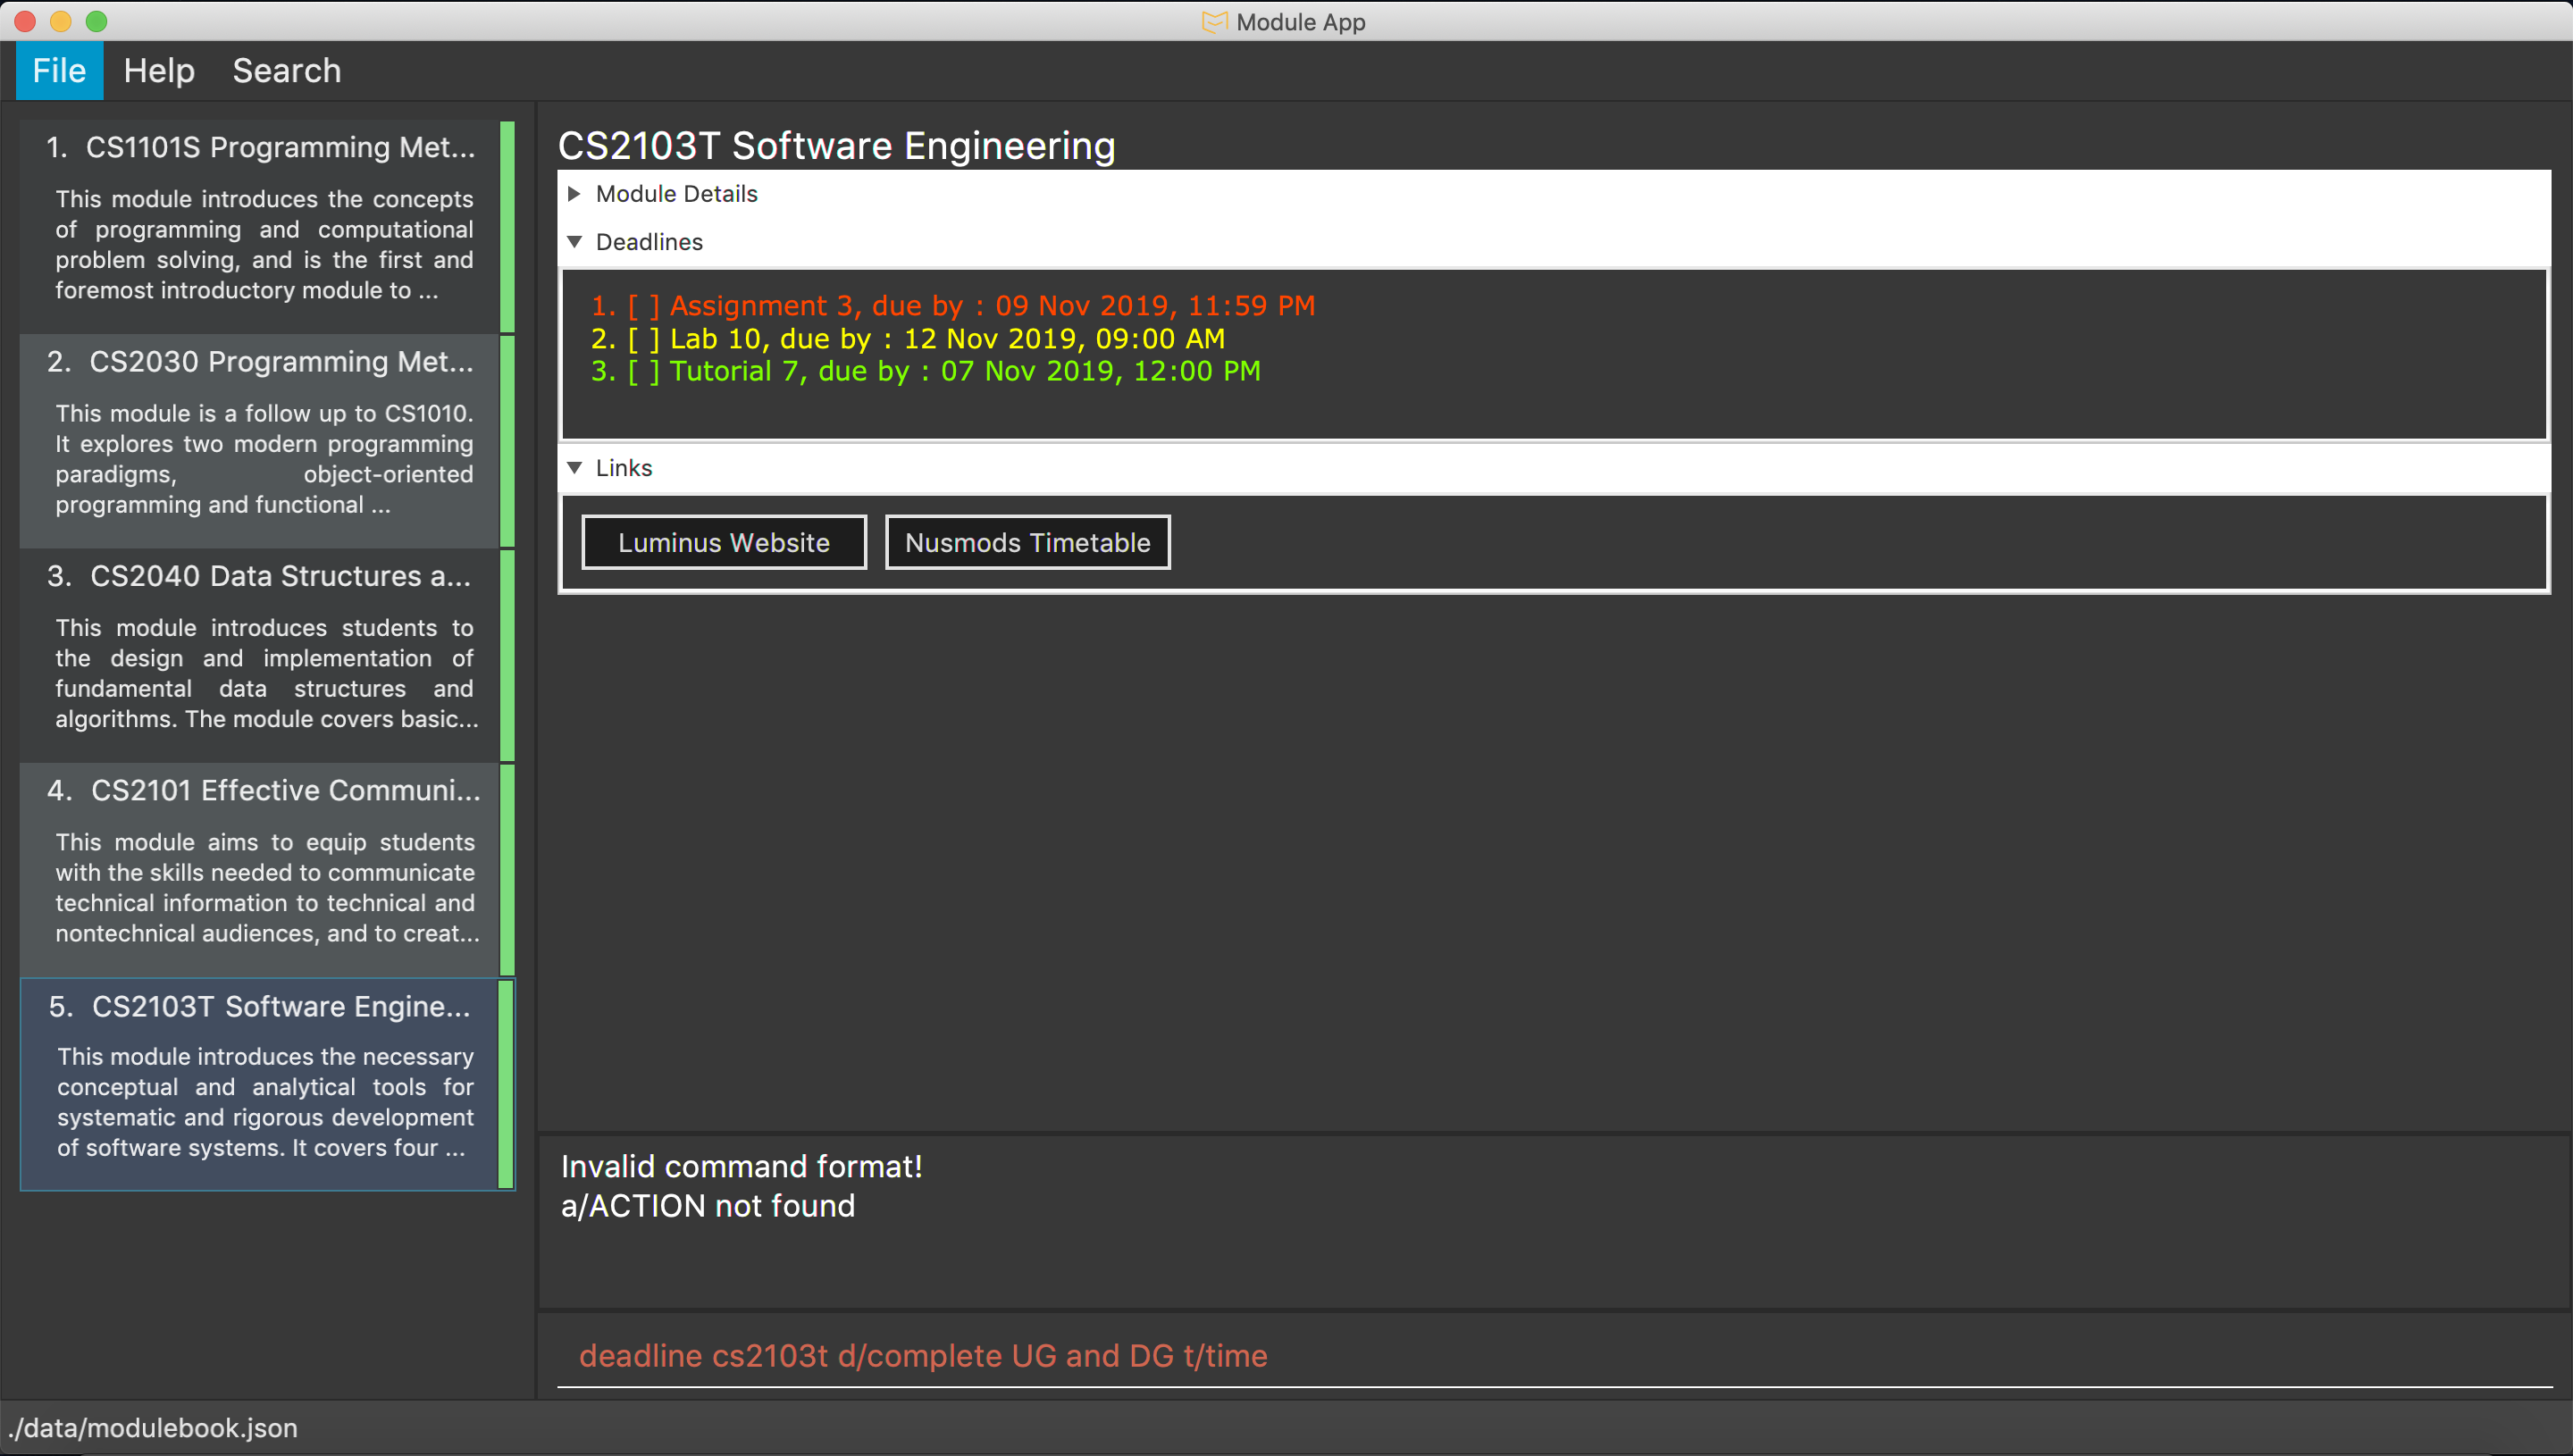 Module App
File Help Search
1. CS1101S Programming Met...
This module introduces the concepts
of programming and computational
problem solving, and is the first and
foremost introductory module to ...
2. CS2030 Programming Met...
This module is a follow up to CS1010.
It explores two modern programming
paradigms, object-oriented
programming and functional ...
3. CS2040 Data Structures a...
This module introduces students to
the design and implementation of
fundamental data structures and
algorithms. The module covers basic...
4. CS2101 Effective Communi...
This module aims to equip students
with the skills needed to communicate
technical information to technical and
nontechnical audiences, and to creat...
5. CS2103T Software Engine...
This module introduces the necessary
conceptual and analytical tools for
systematic and rigorous development
of software systems. It covers four ...
CS2103T Software Engineering
Module Details
Deadlines
1. [ ] Assignment 3, due by : 09 Nov 2019, 11:59 PM
2. [ ] Lab 10, due by : 12 Nov 2019, 09:00 AM
3. [ ] Tutorial 7, due by : 07 Nov 2019, 12:00 PM
Links
Luminus Website Nusmods Timetable
Invalid command format!
a/ACTION not found
deadline cs2103t d/complete UG and DG t/time
./data/modulebook.json